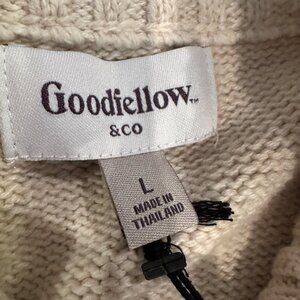 Goodfellow™
&CO
L
MADE IN
THAILAND